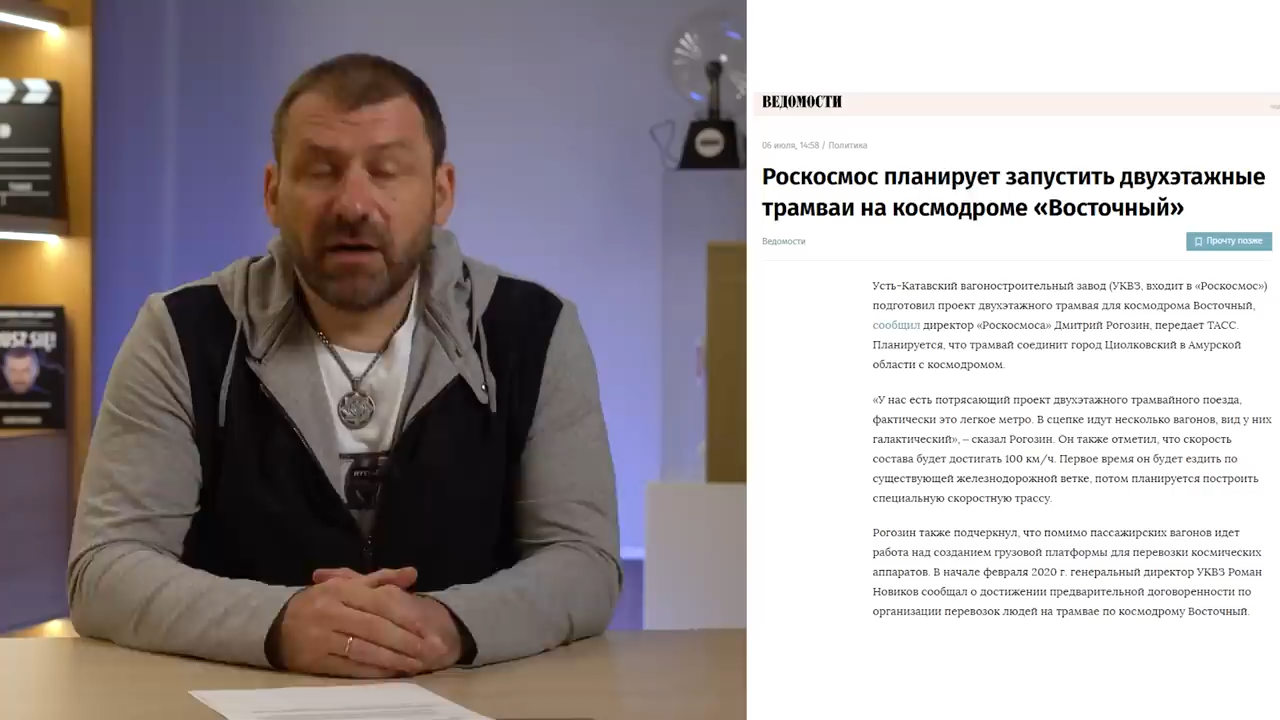 ВЕДОМОСТИ
06 июля, 14:58 / Политика
Роскосмос планирует запустить двухэтажные
трамваи на космодроме «Восточный»
Ведомости
Прочту позже
Усть-Катавский вагоностроительный завод (УКВЗ, входит в «Роскосмос»)
подготовил проект двухэтажного трамвая для космодрома Восточный,
сообщил директор «Роскосмоса» Дмитрий Рогозин, передает ТАСС.
Планируется, что трамвай соединит город Циолковский в Амурской
области с космодромом.
«У нас есть потрясающий проект двухэтажного трамвайного поезда,
фактически это легкое метро. В сцепке идут несколько вагонов, вид у них
галактический», – сказал Рогозин. Он также отметил, что скорость
состава будет достигать 100 км/ч. Первое время он будет ездить по
существующей железнодорожной ветке, потом планируется построить
специальную скоростную трассу.
Рогозин также подчеркнул, что помимо пассажирских вагонов идет
работа над созданием грузовой платформы для перевозки космических
аппаратов. В начале февраля 2020 г. генеральный директор УКВЗ Роман
Новиков сообщал о достижении предварительной договоренности по
организации перевозок людей на трамвае по космодрому Восточный.